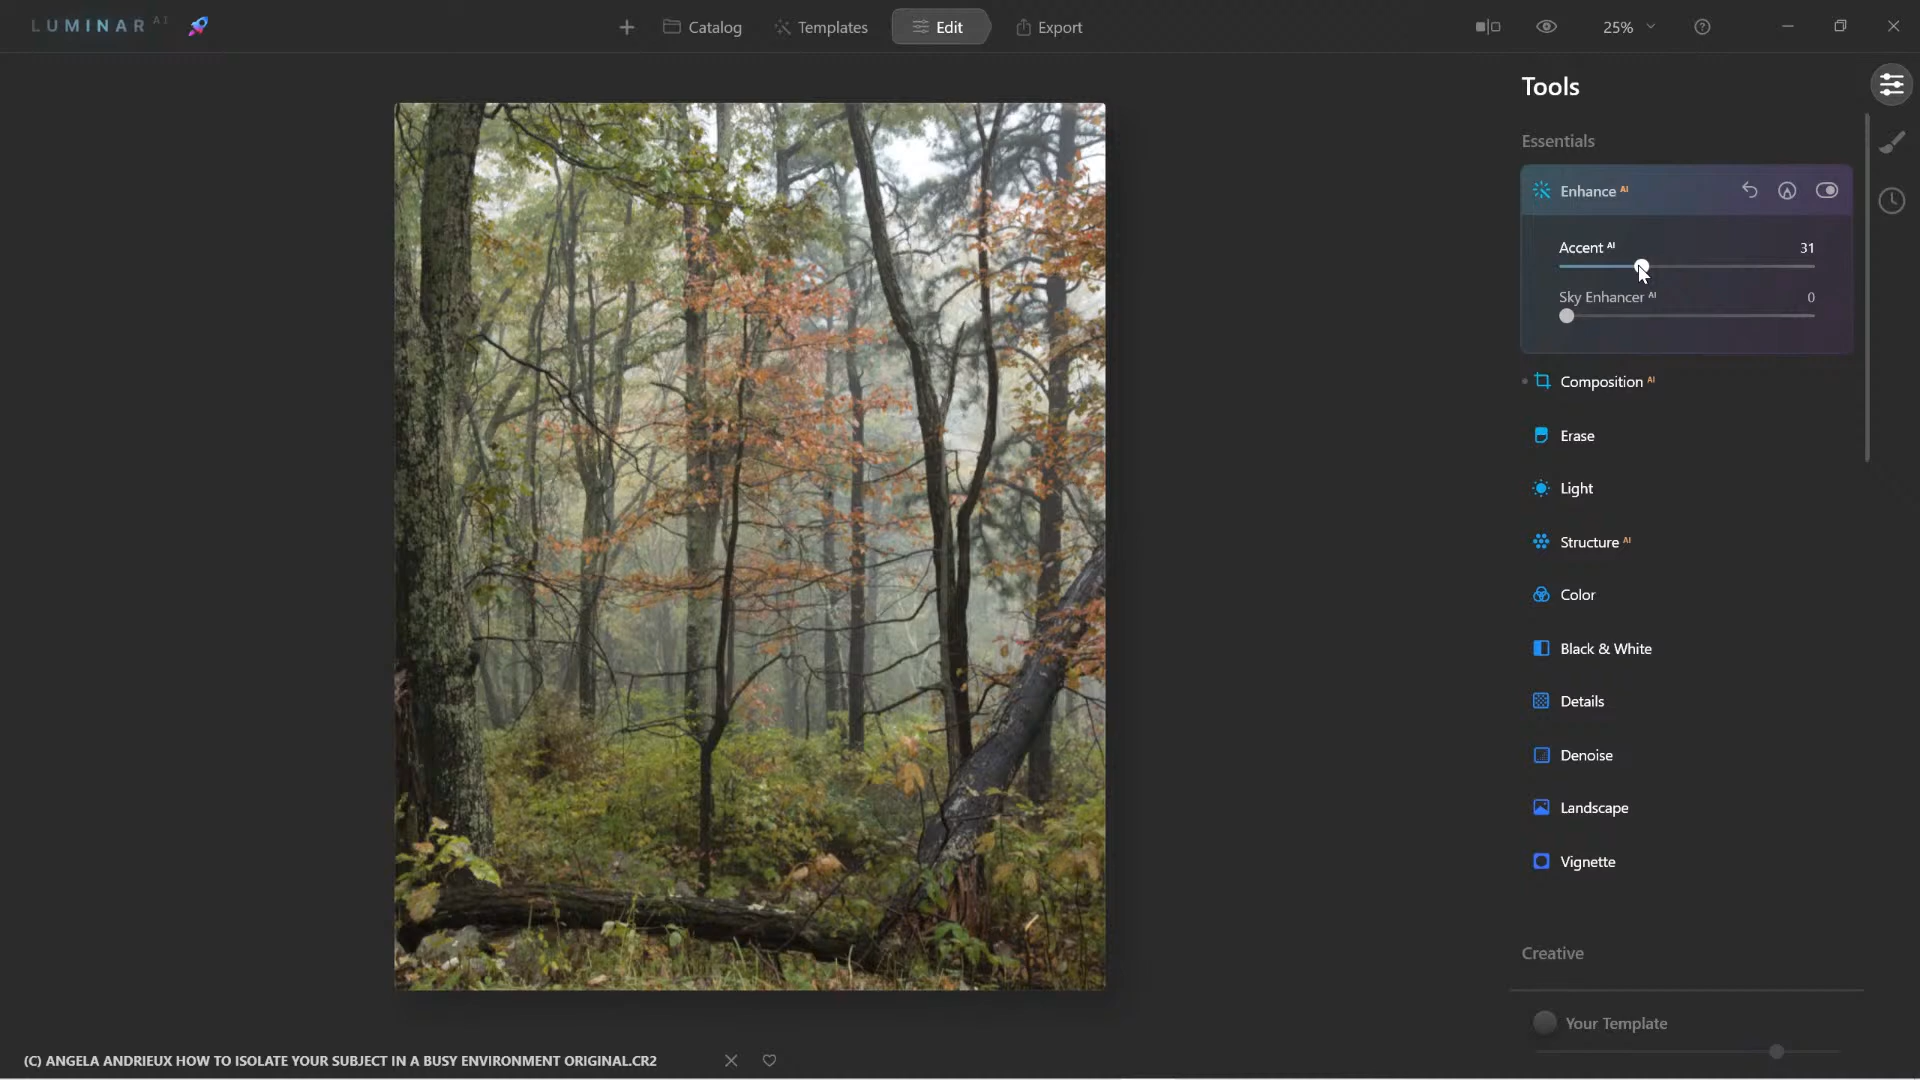 LUMINAR AI
Catalog
Templates
Edit
Export
25%
Tools
Essentials
Enhance AI
Accent AI 31
Sky Enhancer AI 0
Composition AI
Erase
Light
Structure AI
Color
Black & White
Details
Denoise
Landscape
Vignette
Creative
Your Template
(C) ANGELA ANDRIEUX HOW TO ISOLATE YOUR SUBJECT IN A BUSY ENVIRONMENT ORIGINAL.CR2